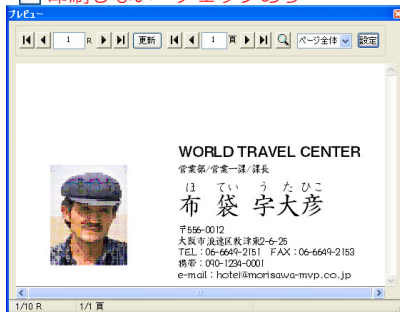 印刷しない チェックあり
プレビュー
1 R 更新 1 頁 ページ全体 設定
WORLD TRAVEL CENTER
営業部/営業一課/課長
ほ てい う た ひこ
布 袋 宇大彦
〒556-0012
大阪市浪速区敷津東2-6-25
TEL:06-6649-2151 FAX:06-6649-2153
携帯:090-1234-0001
e-mail:hotei@morisawa-mvp.co.jp
1/10 R 1/1 頁